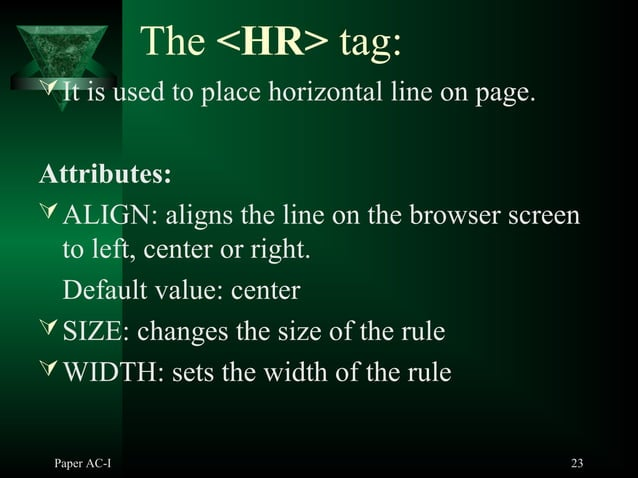 The <HR> tag:
It is used to place horizontal line on page.
Attributes:
ALIGN: aligns the line on the browser screen
to left, center or right.
Default value: center
SIZE: changes the size of the rule
WIDTH: sets the width of the rule
Paper AC-I 23